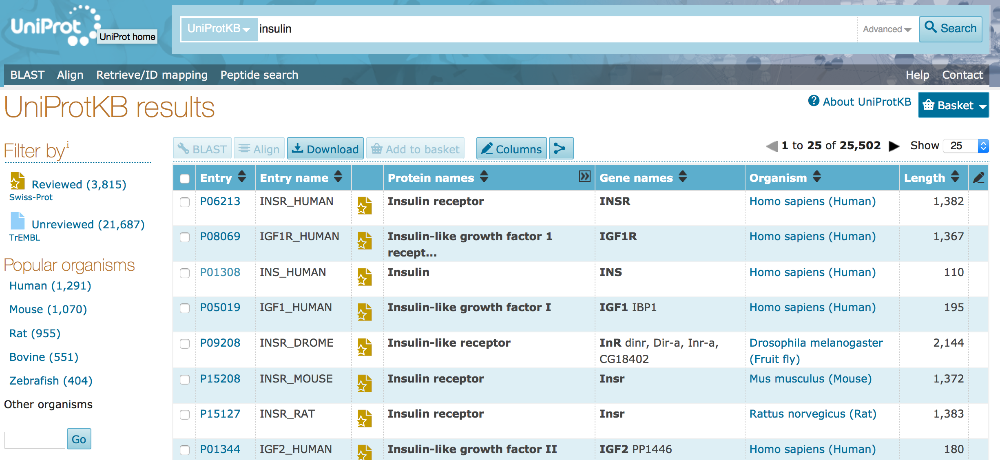 UniProt
UniProt home
UniProtKB insulin Advanced Search
BLAST Align Retrieve/ID mapping Peptide search Help Contact
UniProtKB results
? About UniProtKB Basket
Filter by i
BLAST Align Download Add to basket Columns 1 to 25 of 25,502 Show 25
Reviewed (3,815)
Swiss-Prot
Unreviewed (21,687)
TrEMBL
Popular organisms
Human (1,291)
Mouse (1,070)
Rat (955)
Bovine (551)
Zebrafish (404)
Other organisms
Go
Entry Entry name Protein names Gene names Organism Length
P06213 INSR_HUMAN Insulin receptor INSR Homo sapiens (Human) 1,382
P08069 IGF1R_HUMAN Insulin-like growth factor 1 IGF1R Homo sapiens (Human) 1,367
recept...
P01308 INS_HUMAN Insulin INS Homo sapiens (Human) 110
P05019 IGF1_HUMAN Insulin-like growth factor I IGF1 IBP1 Homo sapiens (Human) 195
P09208 INSR_DROME Insulin-like receptor InR dinr, Dir-a, Inr-a, Drosophila melanogaster 2,144
CG18402 (Fruit fly)
P15208 INSR_MOUSE Insulin receptor Insr Mus musculus (Mouse) 1,372
P15127 INSR_RAT Insulin receptor Insr Rattus norvegicus (Rat) 1,383
P01344 IGF2_HUMAN Insulin-like growth factor II IGF2 PP1446 Homo sapiens (Human) 180